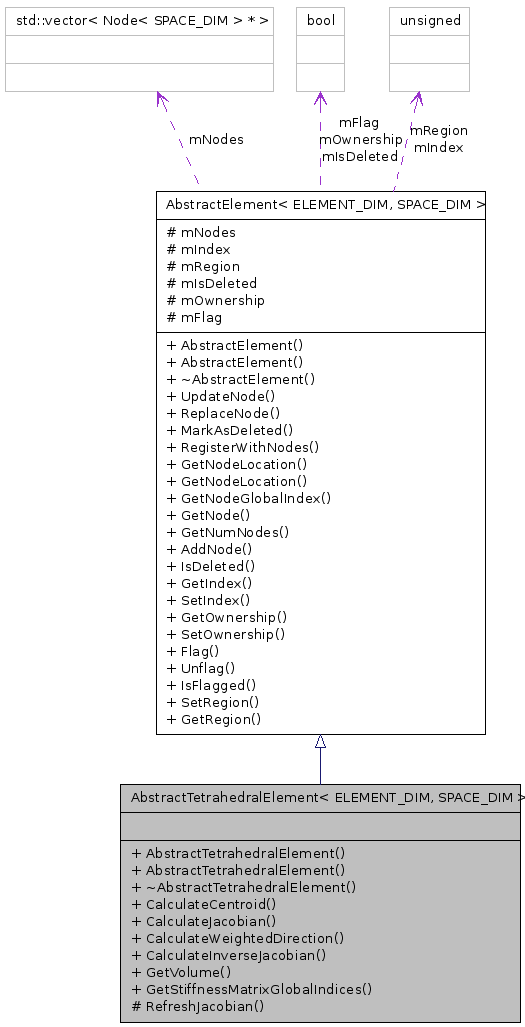 std::vector< Node< SPACE_DIM > * >
bool
unsigned
mNodes
mFlag
mOwnership
mIsDeleted
mRegion
mIndex
AbstractElement< ELEMENT_DIM, SPACE_DIM >
# mNodes
# mIndex
# mRegion
# mIsDeleted
# mOwnership
# mFlag
+ AbstractElement()
+ AbstractElement()
+ ~AbstractElement()
+ UpdateNode()
+ ReplaceNode()
+ MarkAsDeleted()
+ RegisterWithNodes()
+ GetNodeLocation()
+ GetNodeLocation()
+ GetNodeGlobalIndex()
+ GetNode()
+ GetNumNodes()
+ AddNode()
+ IsDeleted()
+ GetIndex()
+ SetIndex()
+ GetOwnership()
+ SetOwnership()
+ Flag()
+ Unflag()
+ IsFlagged()
+ SetRegion()
+ GetRegion()
AbstractTetrahedralElement< ELEMENT_DIM, SPACE_DIM >
+ AbstractTetrahedralElement()
+ AbstractTetrahedralElement()
+ ~AbstractTetrahedralElement()
+ CalculateCentroid()
+ CalculateJacobian()
+ CalculateWeightedDirection()
+ CalculateInverseJacobian()
+ GetVolume()
+ GetStiffnessMatrixGlobalIndices()
# RefreshJacobian()